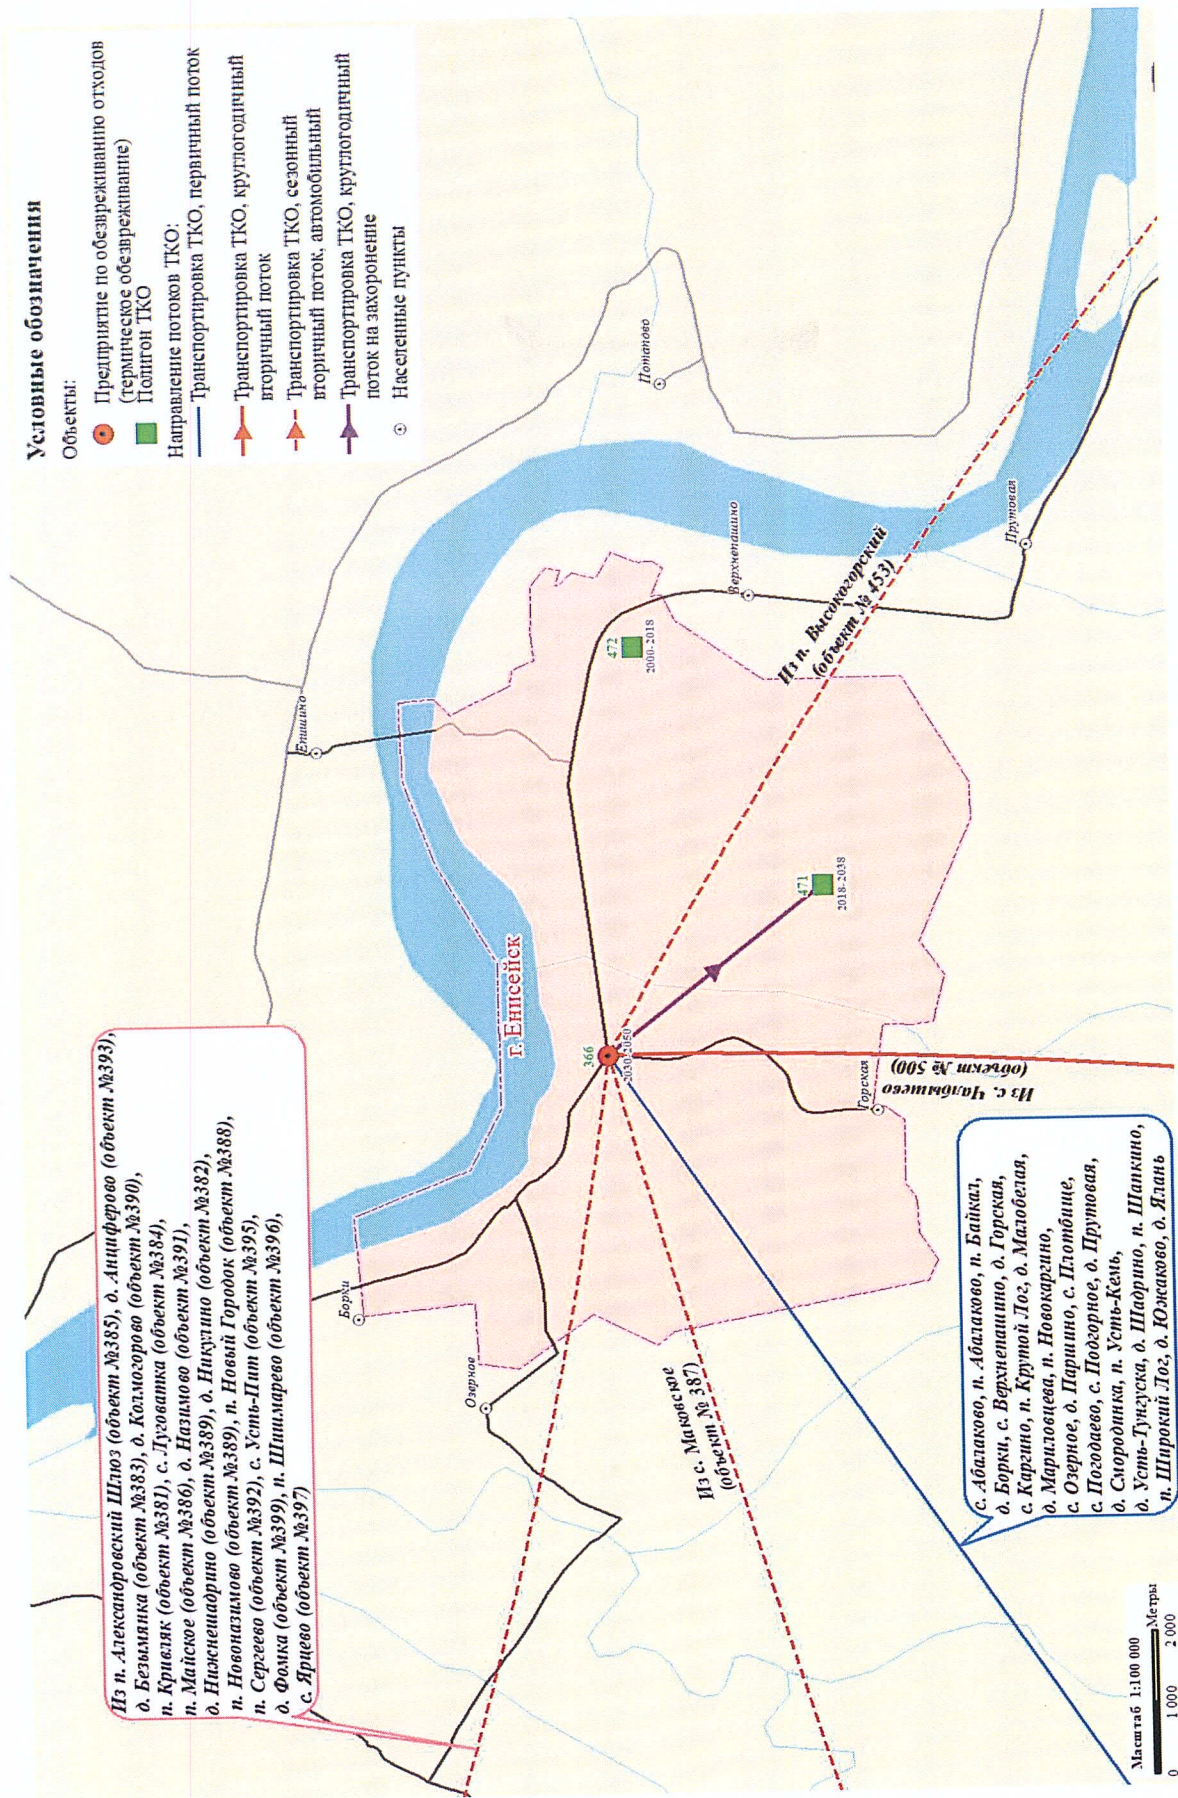 Условные обозначения
Объекты:
Предприятие по обезвреживанию отходов
(термическое обезвреживание)
Полигон ТКО
Направление потоков ТКО:
Транспортировка ТКО, первичный поток
Транспортировка ТКО, круглогодичный
вторичный поток
Транспортировка ТКО, сезонный
вторичный поток, автомобильный
Транспортировка ТКО, круглогодичный
поток на захоронение
Населенные пункты
Из п. Александровский Шлюз (объект №385), д. Анциферово (объект №393),
д. Безымянка (объект №383), д. Колмогорово (объект №390),
п. Кривляк (объект №381), с. Луговатка (объект №384),
п. Майское (объект №386), д. Назимово (объект №391),
д. Нижнешадрино (объект №389), д. Никулино (объект №382),
п. Новоназимово (объект №389), п. Новый Городок (объект №388),
п. Сергеево (объект №392), с. Усть-Пит (объект №395),
д. Фомка (объект №399), п. Шишмарево (объект №396),
с. Ярцево (объект №397)
Епишино
Потапово
Борки
г. Енисейск
Озерное
366
2030-2050
472
2000-2018
Верхнепашино
Прутовая
471
2018-2038
Горская
Из п. Высокогорский
(объект № 453)
Из с. Чалбышево
(объект № 500)
Из с. Маковское
(объект № 387)
с. Абалаково, п. Абалаково, п. Байкал,
д. Борки, с. Верхнепашино, д. Горская,
с. Каргино, п. Крутой Лог, д. Малобелая,
д. Мариловцева, п. Новокаргино,
с. Озерное, д. Паршино, с. Плотбище,
с. Погодаево, с. Подгорное, д. Прутовая,
д. Смородинка, п. Усть-Кемь,
д. Усть-Тунгуска, д. Шадрино, п. Шапкино,
п. Широкий Лог, д. Южаково, д. Ялань
Масштаб 1:100 000
0 1 000 2 000
Метры